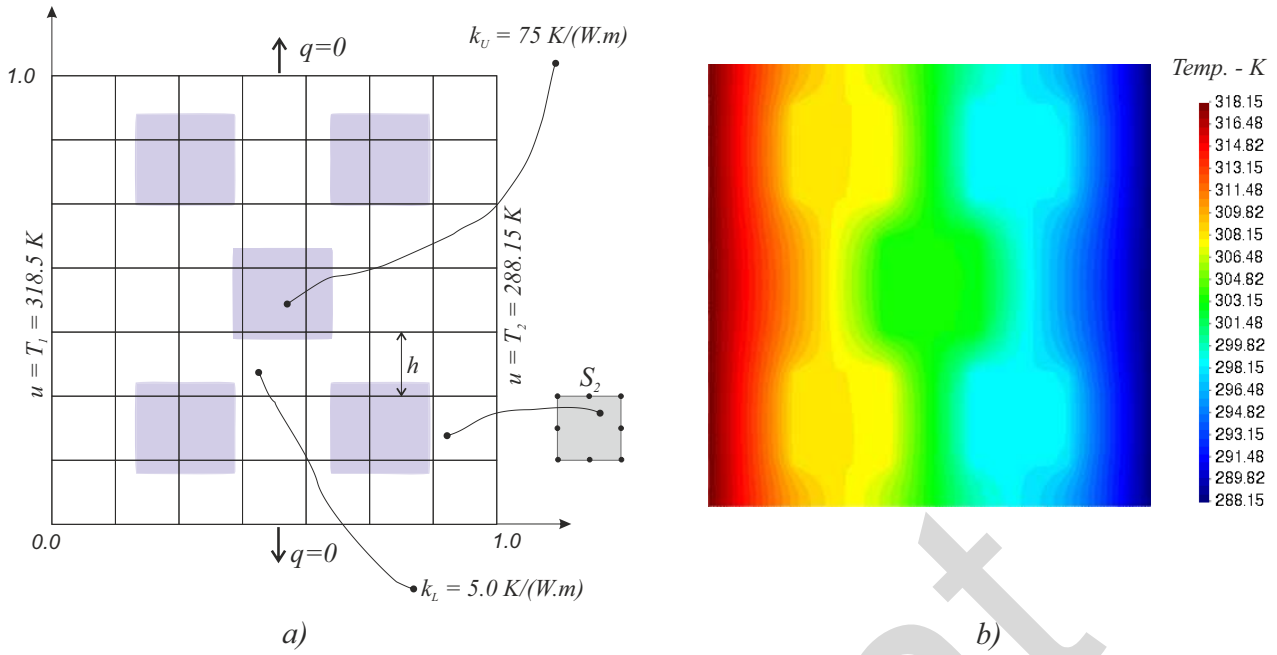 k_U = 75 K/(W.m)
q=0
1.0
u = T_1 = 318.5 K
u = T_2 = 288.15 K
h
S_2
0.0
1.0
q=0
k_L = 5.0 K/(W.m)
a)
Temp. - K
318.15
316.48
314.82
313.15
311.48
309.82
308.15
306.48
304.82
303.15
301.48
299.82
298.15
296.48
294.82
293.15
291.48
289.82
288.15
b)